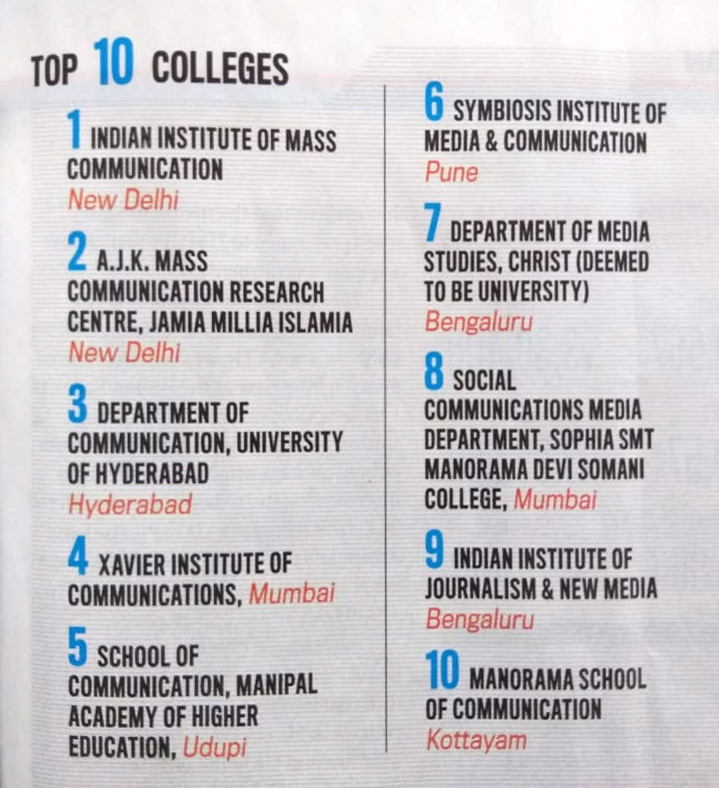 TOP 10 COLLEGES
1 INDIAN INSTITUTE OF MASS
COMMUNICATION
New Delhi
2 A.J.K. MASS
COMMUNICATION RESEARCH
CENTRE, JAMIA MILLIA ISLAMIA
New Delhi
3 DEPARTMENT OF
COMMUNICATION, UNIVERSITY
OF HYDERABAD
Hyderabad
4 XAVIER INSTITUTE OF
COMMUNICATIONS, Mumbai
5 SCHOOL OF
COMMUNICATION, MANIPAL
ACADEMY OF HIGHER
EDUCATION, Udupi
6 SYMBIOSIS INSTITUTE OF
MEDIA & COMMUNICATION
Pune
7 DEPARTMENT OF MEDIA
STUDIES, CHRIST (DEEMED
TO BE UNIVERSITY)
Bengaluru
8 SOCIAL
COMMUNICATIONS MEDIA
DEPARTMENT, SOPHIA SMT
MANORAMA DEVI SOMANI
COLLEGE, Mumbai
9 INDIAN INSTITUTE OF
JOURNALISM & NEW MEDIA
Bengaluru
10 MANORAMA SCHOOL
OF COMMUNICATION
Kottayam